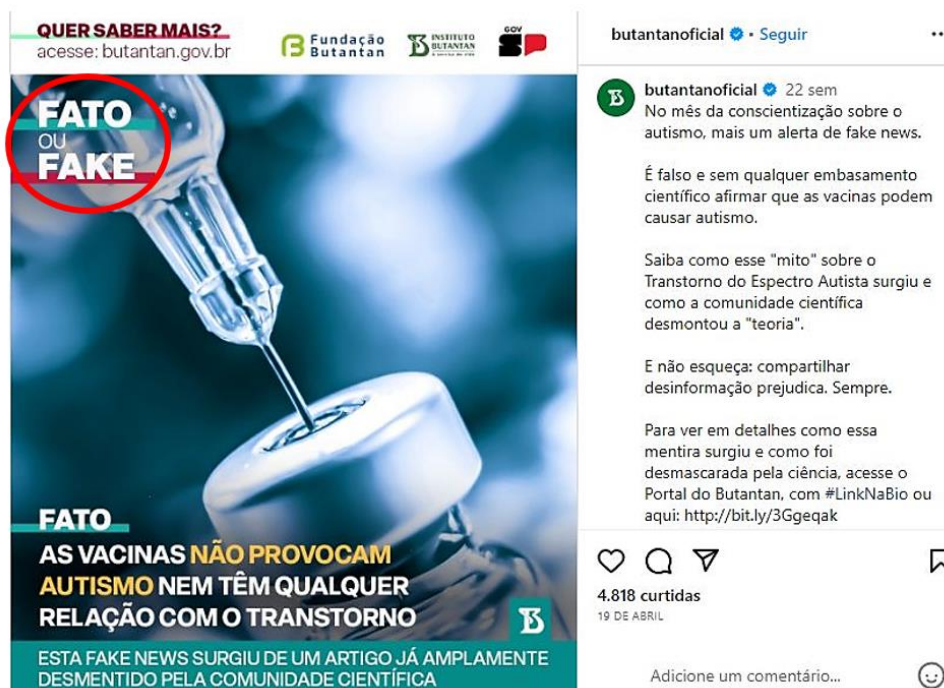 QUER SABER MAIS?
acesse: butantan.gov.br
Fundação
Butantan
INSTITUTO
BUTANTAN
GOV
SP
FATO
OU
FAKE
FATO
AS VACINAS NÃO PROVOCAM
AUTISMO NEM TÊM QUALQUER
RELAÇÃO COM O TRANSTORNO
ESTA FAKE NEWS SURGIU DE UM ARTIGO JÁ AMPLAMENTE
DESMENTIDO PELA COMUNIDADE CIENTÍFICA
butantanoficial • Seguir
butantanoficial 22 sem
No mês da conscientização sobre o
autismo, mais um alerta de fake news.
É falso e sem qualquer embasamento
científico afirmar que as vacinas podem
causar autismo.
Saiba como esse "mito" sobre o
Transtorno do Espectro Autista surgiu e
como a comunidade científica
desmontou a "teoria".
E não esqueça: compartilhar
desinformação prejudica. Sempre.
Para ver em detalhes como essa
mentira surgiu e como foi
desmascarada pela ciência, acesse o
Portal do Butantan, com #LinkNaBio ou
aqui: http://bit.ly/3Ggeqak
4.818 curtidas
19 DE ABRIL
Adicione um comentário...